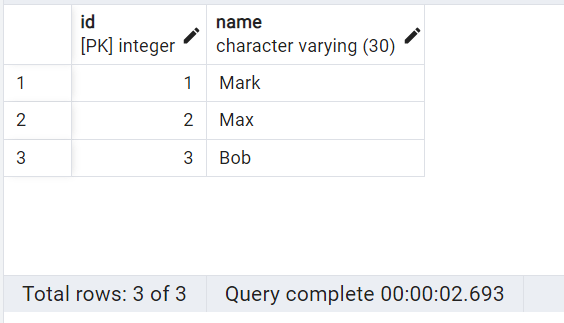 id name
[PK] integer character varying (30)
1 1 Mark
2 2 Max
3 3 Bob
Total rows: 3 of 3 Query complete 00:00:02.693